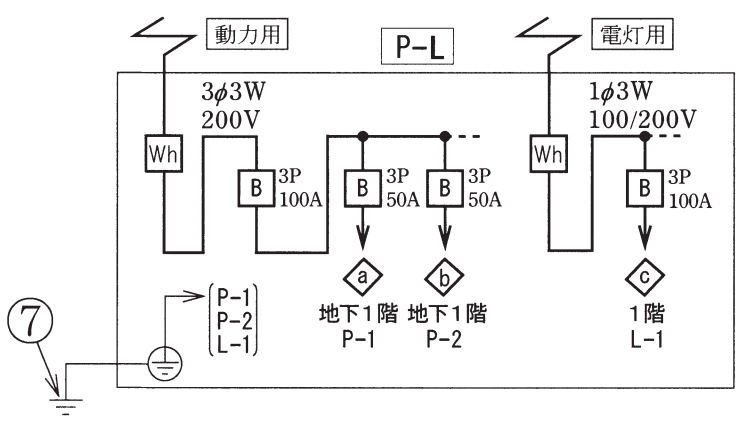 動力用
電灯用
P-L
3φ3W
200V
1φ3W
100/200V
Wh
B
3P
100A
B
3P
50A
B
3P
50A
Wh
B
3P
100A
a
b
c
地下1階
P-1
地下1階
P-2
1階
L-1
P-1
P-2
L-1
7